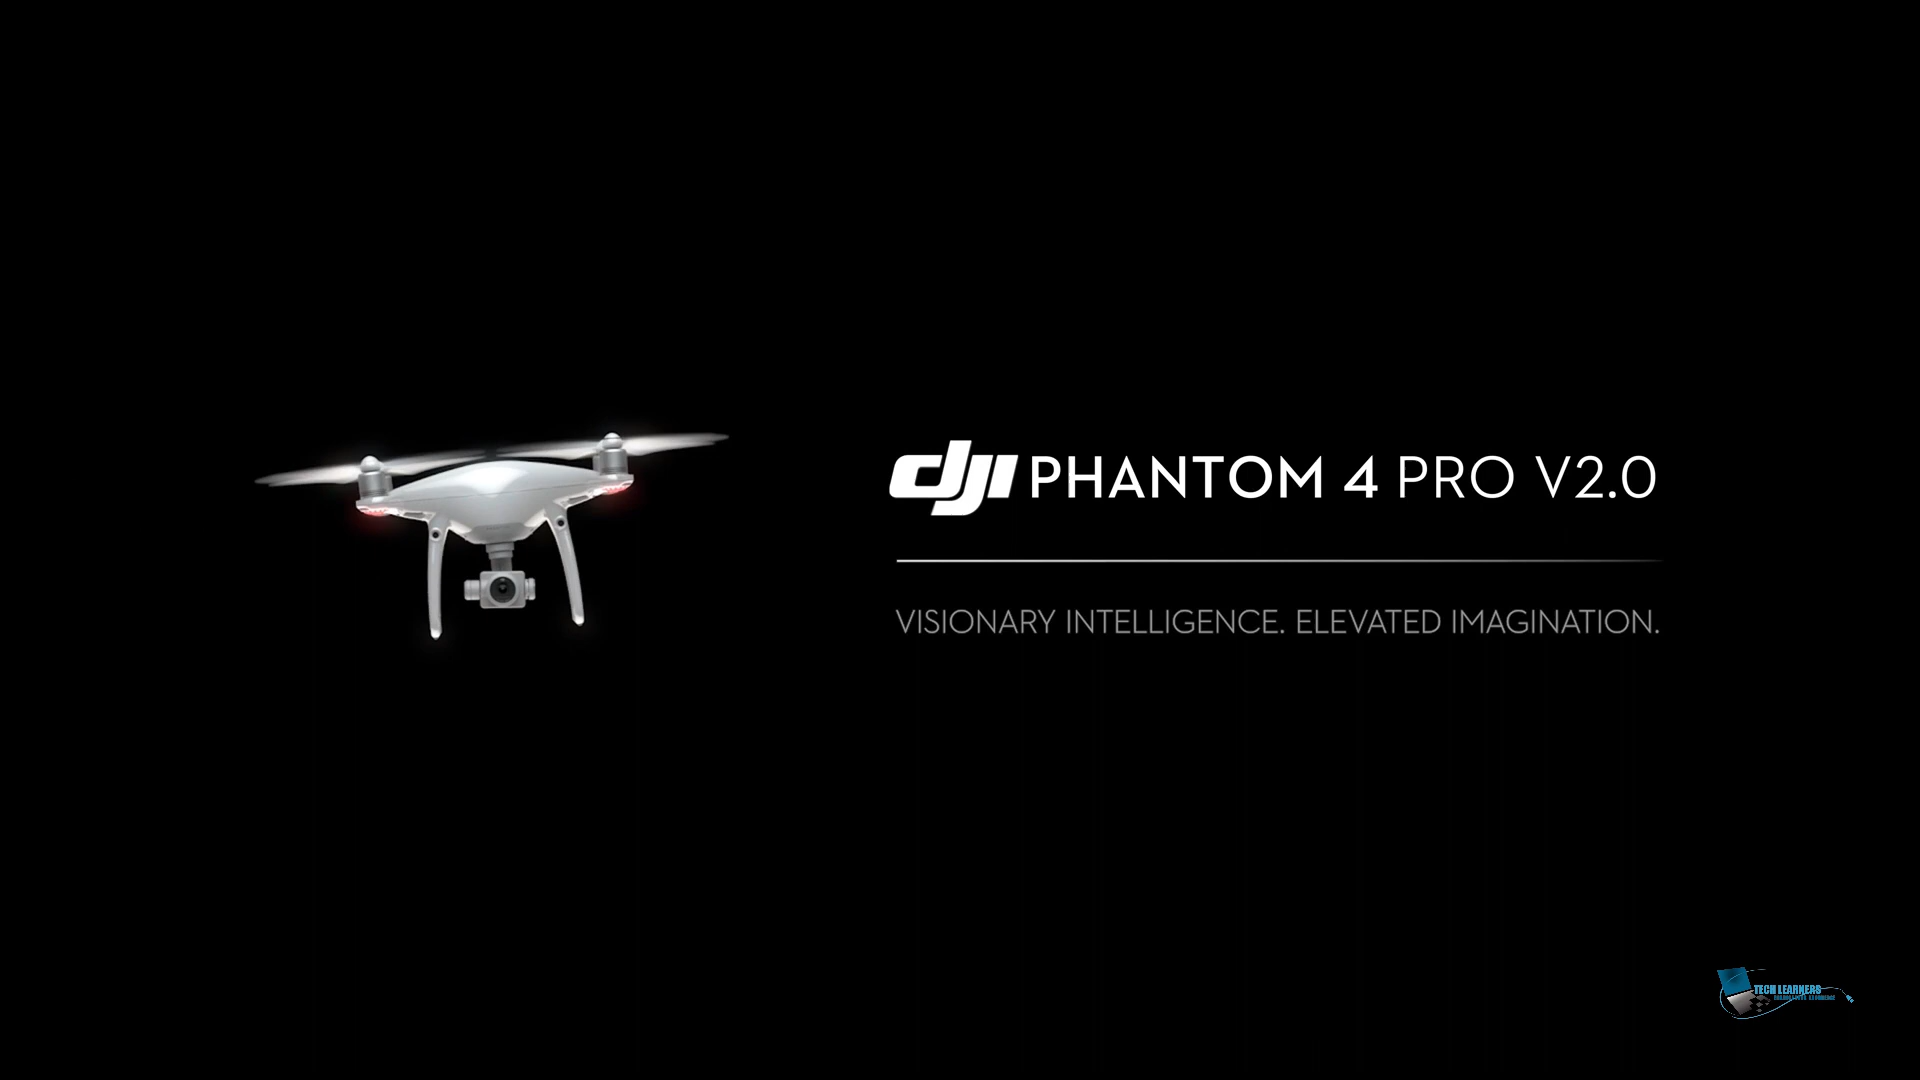 dji PHANTOM 4 PRO V2.0
VISIONARY INTELLIGENCE. ELEVATED IMAGINATION.
TECH LEARNERS